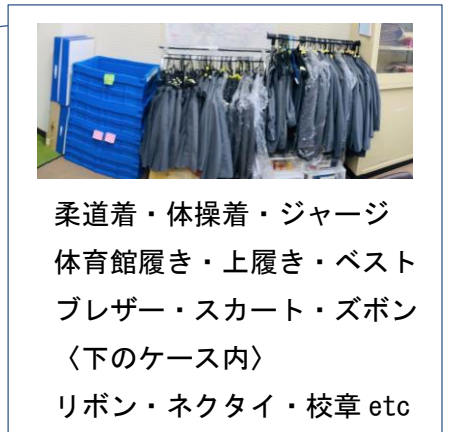 柔道着・体操着・ジャージ
体育館履き・上履き・ベスト
ブレザー・スカート・ズボン
〈下のケース内〉
リボン・ネクタイ・校章 etc